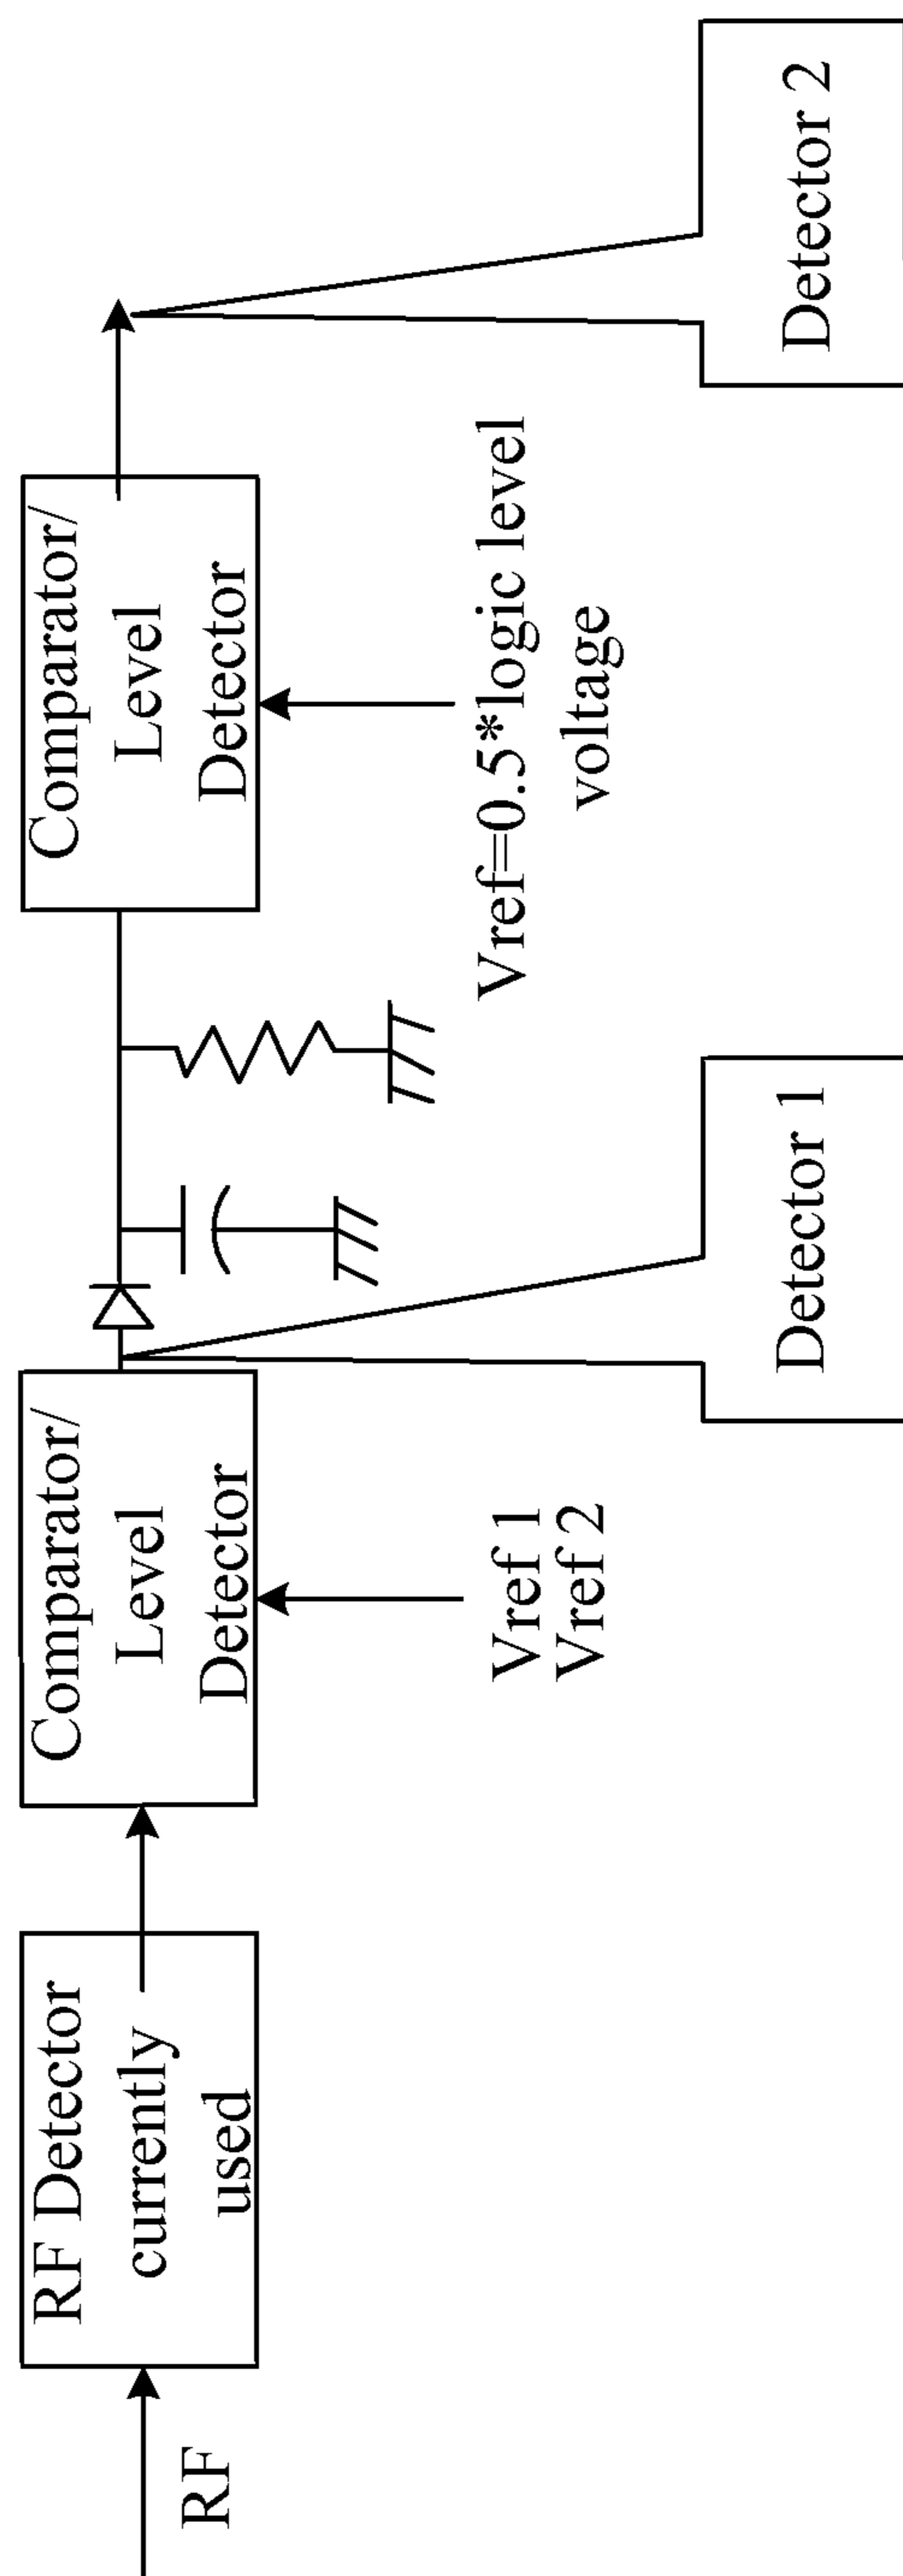 RF
RF Detector
currently
used
Comparator/
Level
Detector
Vref 1
Vref 2
Detector 1
Comparator/
Level
Detector
Vref=0.5*logic level
voltage
Detector 2